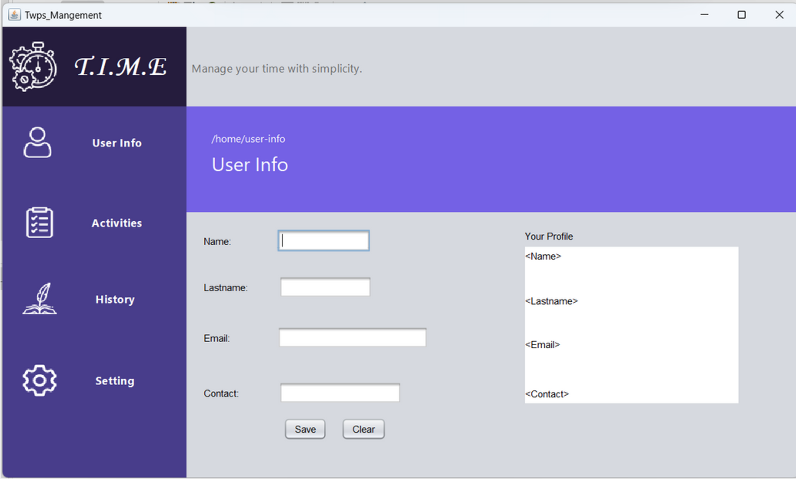 Twps_Mangement
T.I.M.E
Manage your time with simplicity.
User Info
Activities
History
Setting
/home/user-info
User Info
Name:
Lastname:
Email:
Contact:
Save
Clear
Your Profile
<Name>
<Lastname>
<Email>
<Contact>